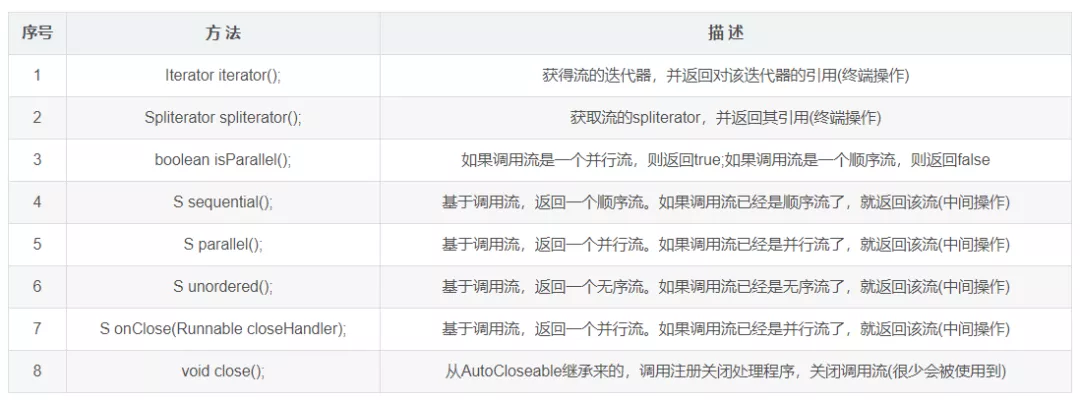 序号 方 法 描 述
1 Iterator iterator(); 获得流的迭代器，并返回对该迭代器的引用(终端操作)
2 Spliterator spliterator(); 获取流的spliterator，并返回其引用(终端操作)
3 boolean isParallel(); 如果调用流是一个并行流，则返回true;如果调用流是一个顺序流，则返回false
4 S sequential(); 基于调用流，返回一个顺序流。如果调用流已经是顺序流了，就返回该流(中间操作)
5 S parallel(); 基于调用流，返回一个并行流。如果调用流已经是并行流了，就返回该流(中间操作)
6 S unordered(); 基于调用流，返回一个无序流。如果调用流已经是无序流了，就返回该流(中间操作)
7 S onClose(Runnable closeHandler); 基于调用流，返回一个并行流。如果调用流已经是并行流了，就返回该流(中间操作)
8 void close(); 从AutoCloseable继承来的，调用注册关闭处理程序，关闭调用流(很少会被使用到)